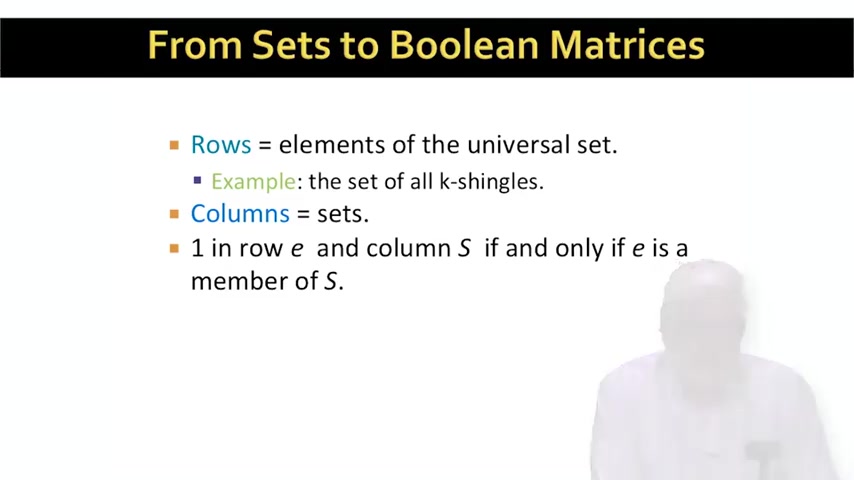 From Sets to Boolean Matrices
Rows = elements of the universal set.
Example: the set of all k-shingles.
Columns = sets.
1 in row e and column S if and only if e is a
member of S.